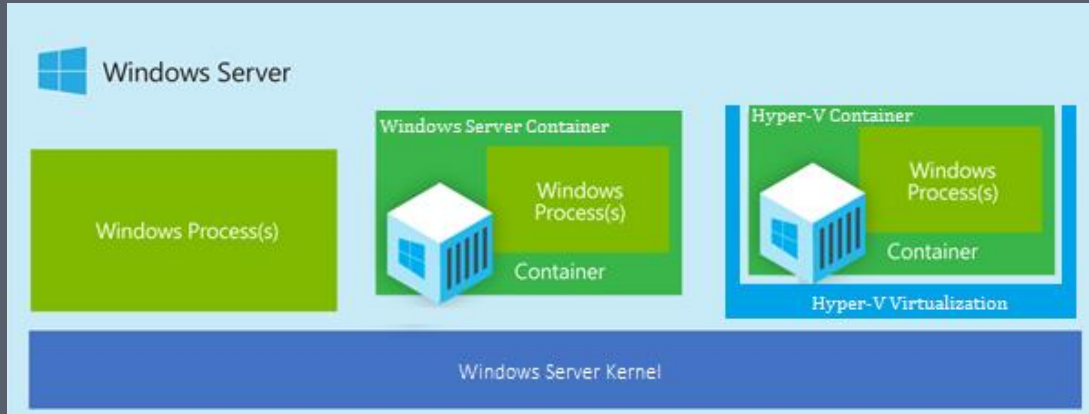 Windows Server
Windows Process(s)
Windows Server Container
Windows
Process(s)
Container
Hyper-V Container
Windows
Process(s)
Container
Hyper-V Virtualization
Windows Server Kernel